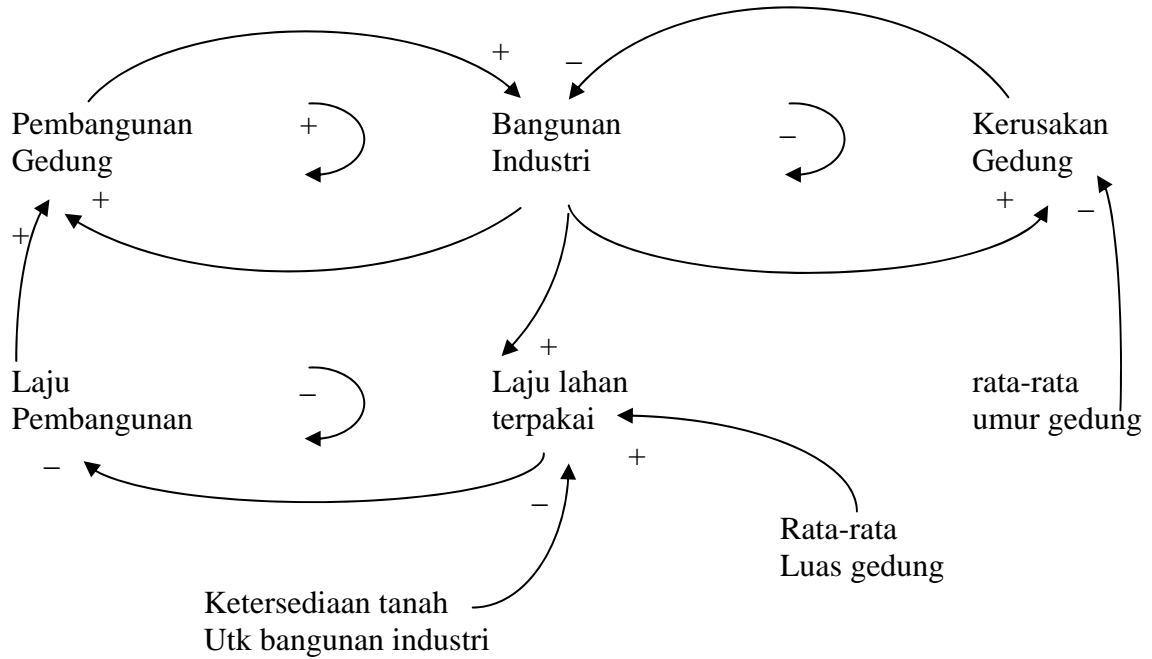 +
–
Pembangunan
Gedung
+
Bangunan
Industri
–
Kerusakan
Gedung
+
+
+
–
+
Laju
Pembangunan
–
Laju lahan
terpakai
rata-rata
umur gedung
–
+
–
Rata-rata
Luas gedung
Ketersediaan tanah
Utk bangunan industri